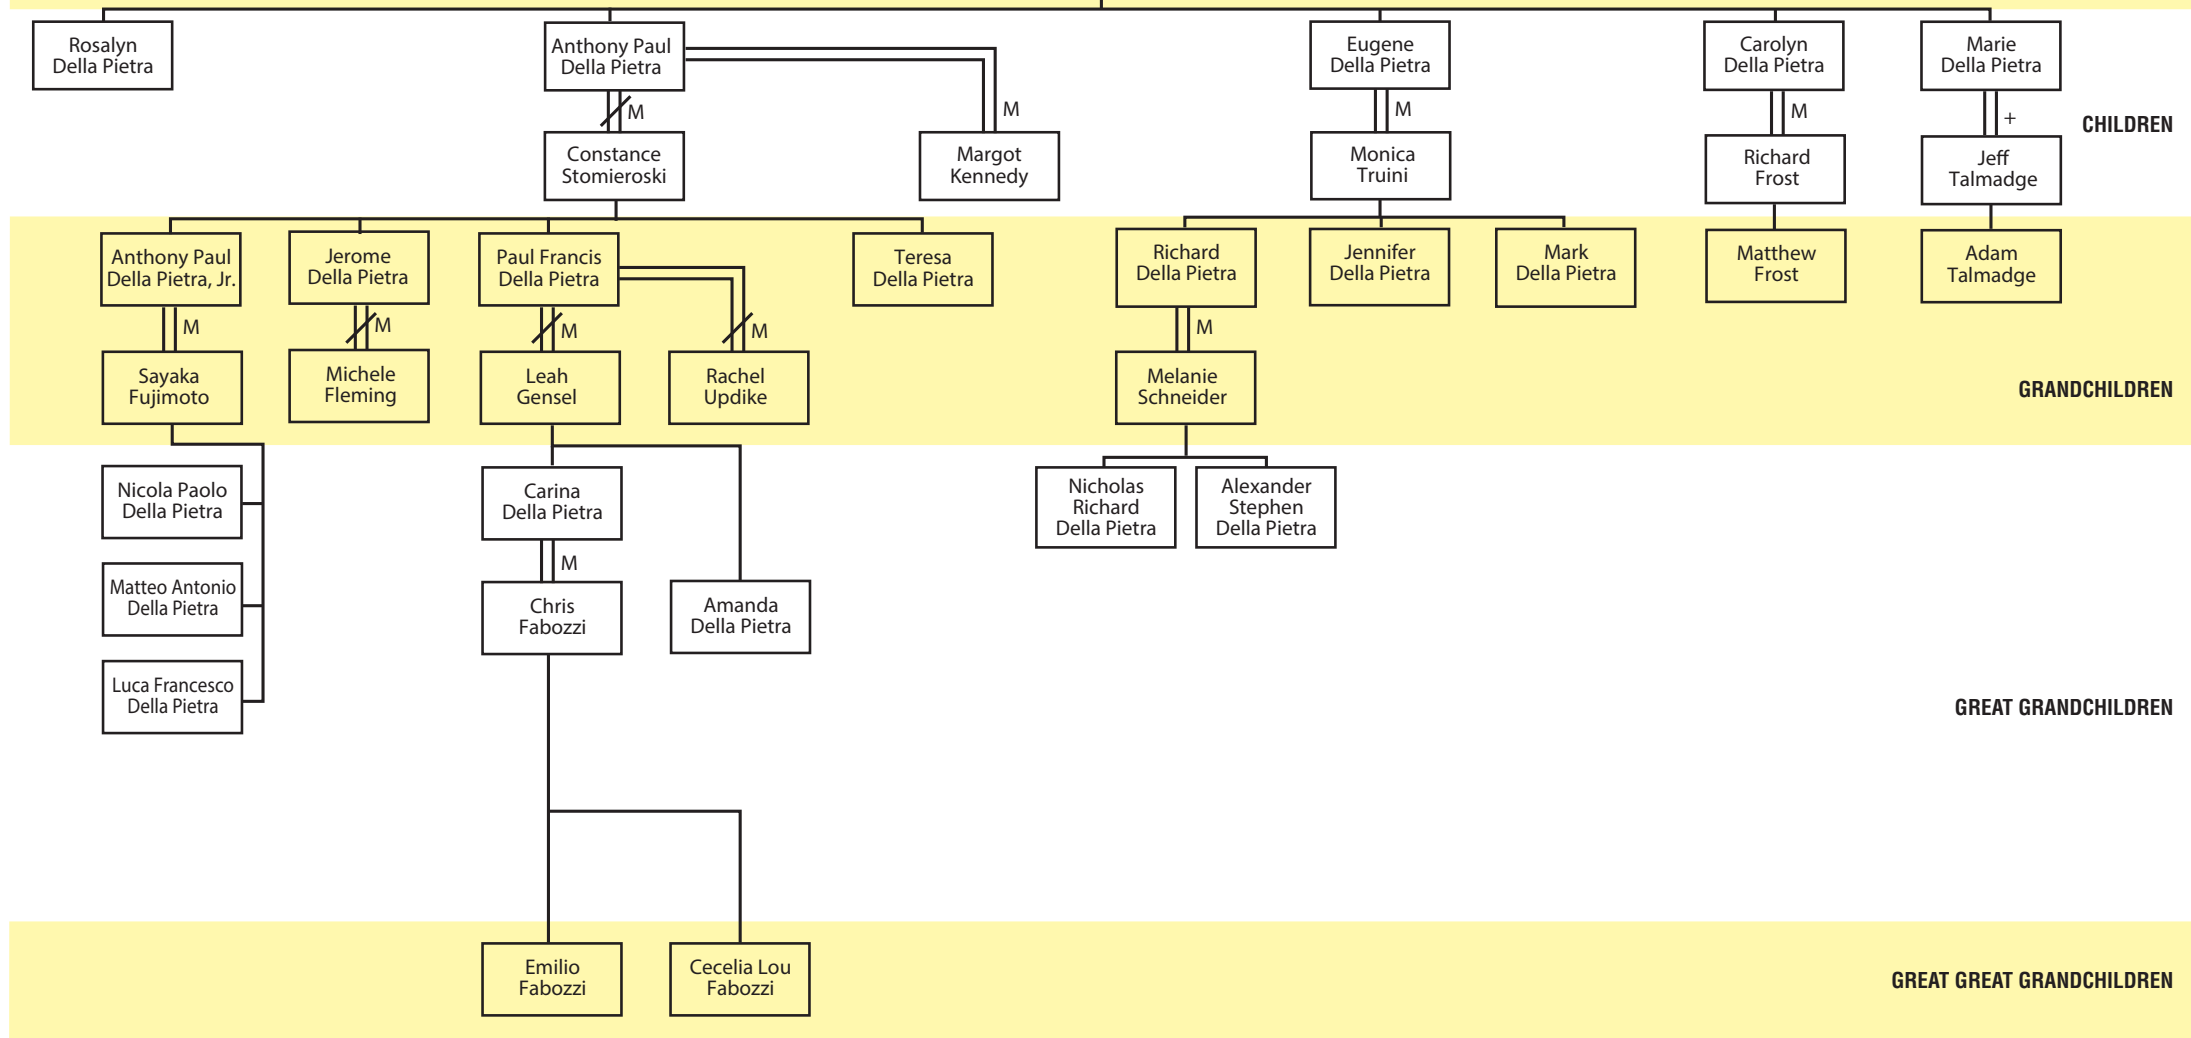 Rosalyn
Della Pietra
Anthony Paul
Della Pietra
Eugene
Della Pietra
Carolyn
Della Pietra
Marie
Della Pietra
M
M
M
M
+
CHILDREN
Constance
Stomieroski
Margot
Kennedy
Monica
Truini
Richard
Frost
Jeff
Talmadge
Anthony Paul
Della Pietra, Jr.
Jerome
Della Pietra
Paul Francis
Della Pietra
Teresa
Della Pietra
Richard
Della Pietra
Jennifer
Della Pietra
Mark
Della Pietra
Matthew
Frost
Adam
Talmadge
M
M
M
M
M
Sayaka
Fujimoto
Michele
Fleming
Leah
Gensel
Rachel
Updike
Melanie
Schneider
GRANDCHILDREN
Nicola Paolo
Della Pietra
Carina
Della Pietra
Nicholas
Richard
Della Pietra
Alexander
Stephen
Della Pietra
M
Matteo Antonio
Della Pietra
Chris
Fabozzi
Amanda
Della Pietra
Luca Francesco
Della Pietra
GREAT GRANDCHILDREN
Emilio
Fabozzi
Cecelia Lou
Fabozzi
GREAT GREAT GRANDCHILDREN